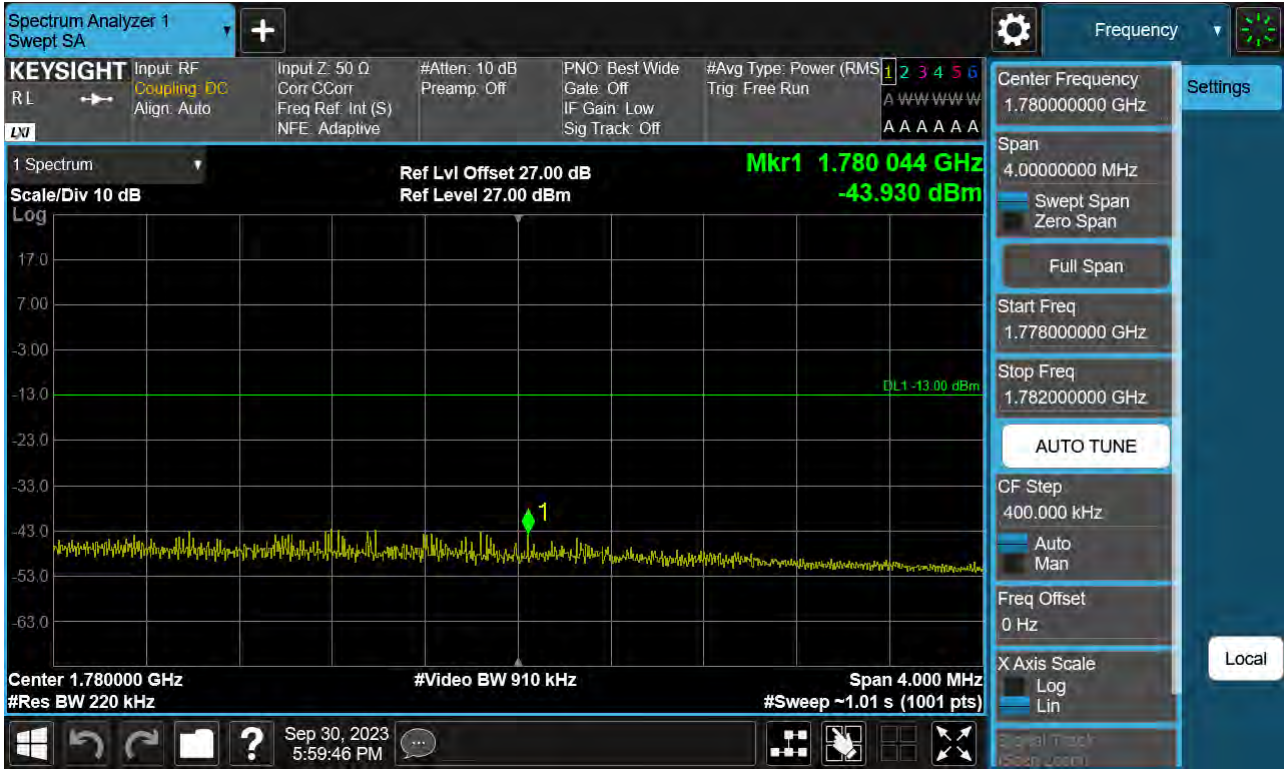 Spectrum Analyzer 1
Swept SA
Frequency
KEYSIGHT
RL
LXI
Input: RF
Coupling: DC
Align: Auto
Input Z: 50 Ω
Corr CCorr
Freq Ref: Int (S)
NFE: Adaptive
#Atten: 10 dB
Preamp: Off
PNO: Best Wide
Gate: Off
IF Gain: Low
Sig Track: Off
#Avg Type: Power (RMS
Trig: Free Run
1 2 3 4 5 6
A W W W W W
A A A A A A
1 Spectrum
Scale/Div 10 dB
Log
Ref Lvl Offset 27.00 dB
Ref Level 27.00 dBm
Mkr1 1.780 044 GHz
-43.930 dBm
17.0
7.00
-3.00
-13.0
-23.0
-33.0
-43.0
-53.0
-63.0
DL1 -13.00 dBm
1
Center 1.780000 GHz
#Res BW 220 kHz
#Video BW 910 kHz
Span 4.000 MHz
#Sweep ~1.01 s (1001 pts)
Center Frequency
1.780000000 GHz
Settings
Span
4.00000000 MHz
Swept Span
Zero Span
Full Span
Start Freq
1.778000000 GHz
Stop Freq
1.782000000 GHz
AUTO TUNE
CF Step
400.000 kHz
Auto
Man
Freq Offset
0 Hz
X Axis Scale
Log
Lin
Signal Track
(Span Zoom)
Local
?
Sep 30, 2023
5:59:46 PM